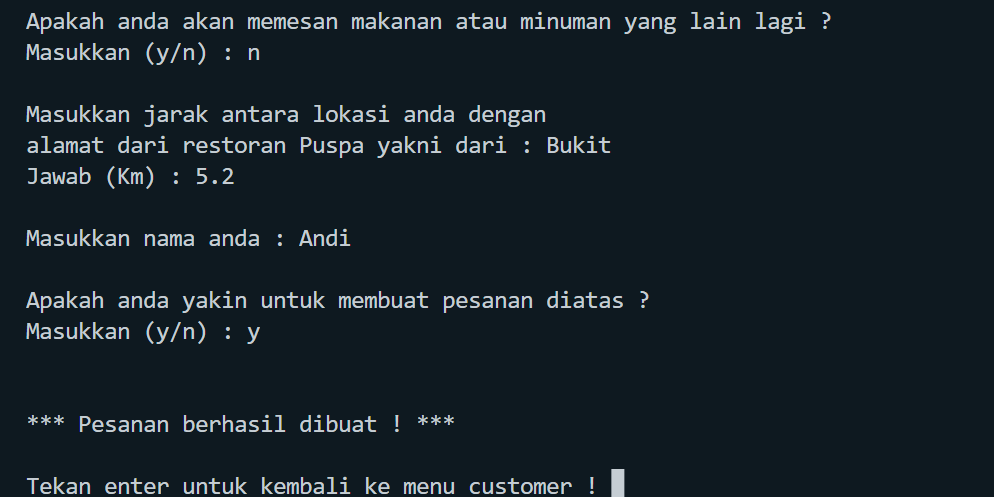 Apakah anda akan memesan makanan atau minuman yang lain lagi ?
Masukkan (y/n) : n
Masukkan jarak antara lokasi anda dengan
alamat dari restoran Puspa yakni dari : Bukit
Jawab (Km) : 5.2
Masukkan nama anda : Andi
Apakah anda yakin untuk membuat pesanan diatas ?
Masukkan (y/n) : y
*** Pesanan berhasil dibuat ! ***
Tekan enter untuk kembali ke menu customer !